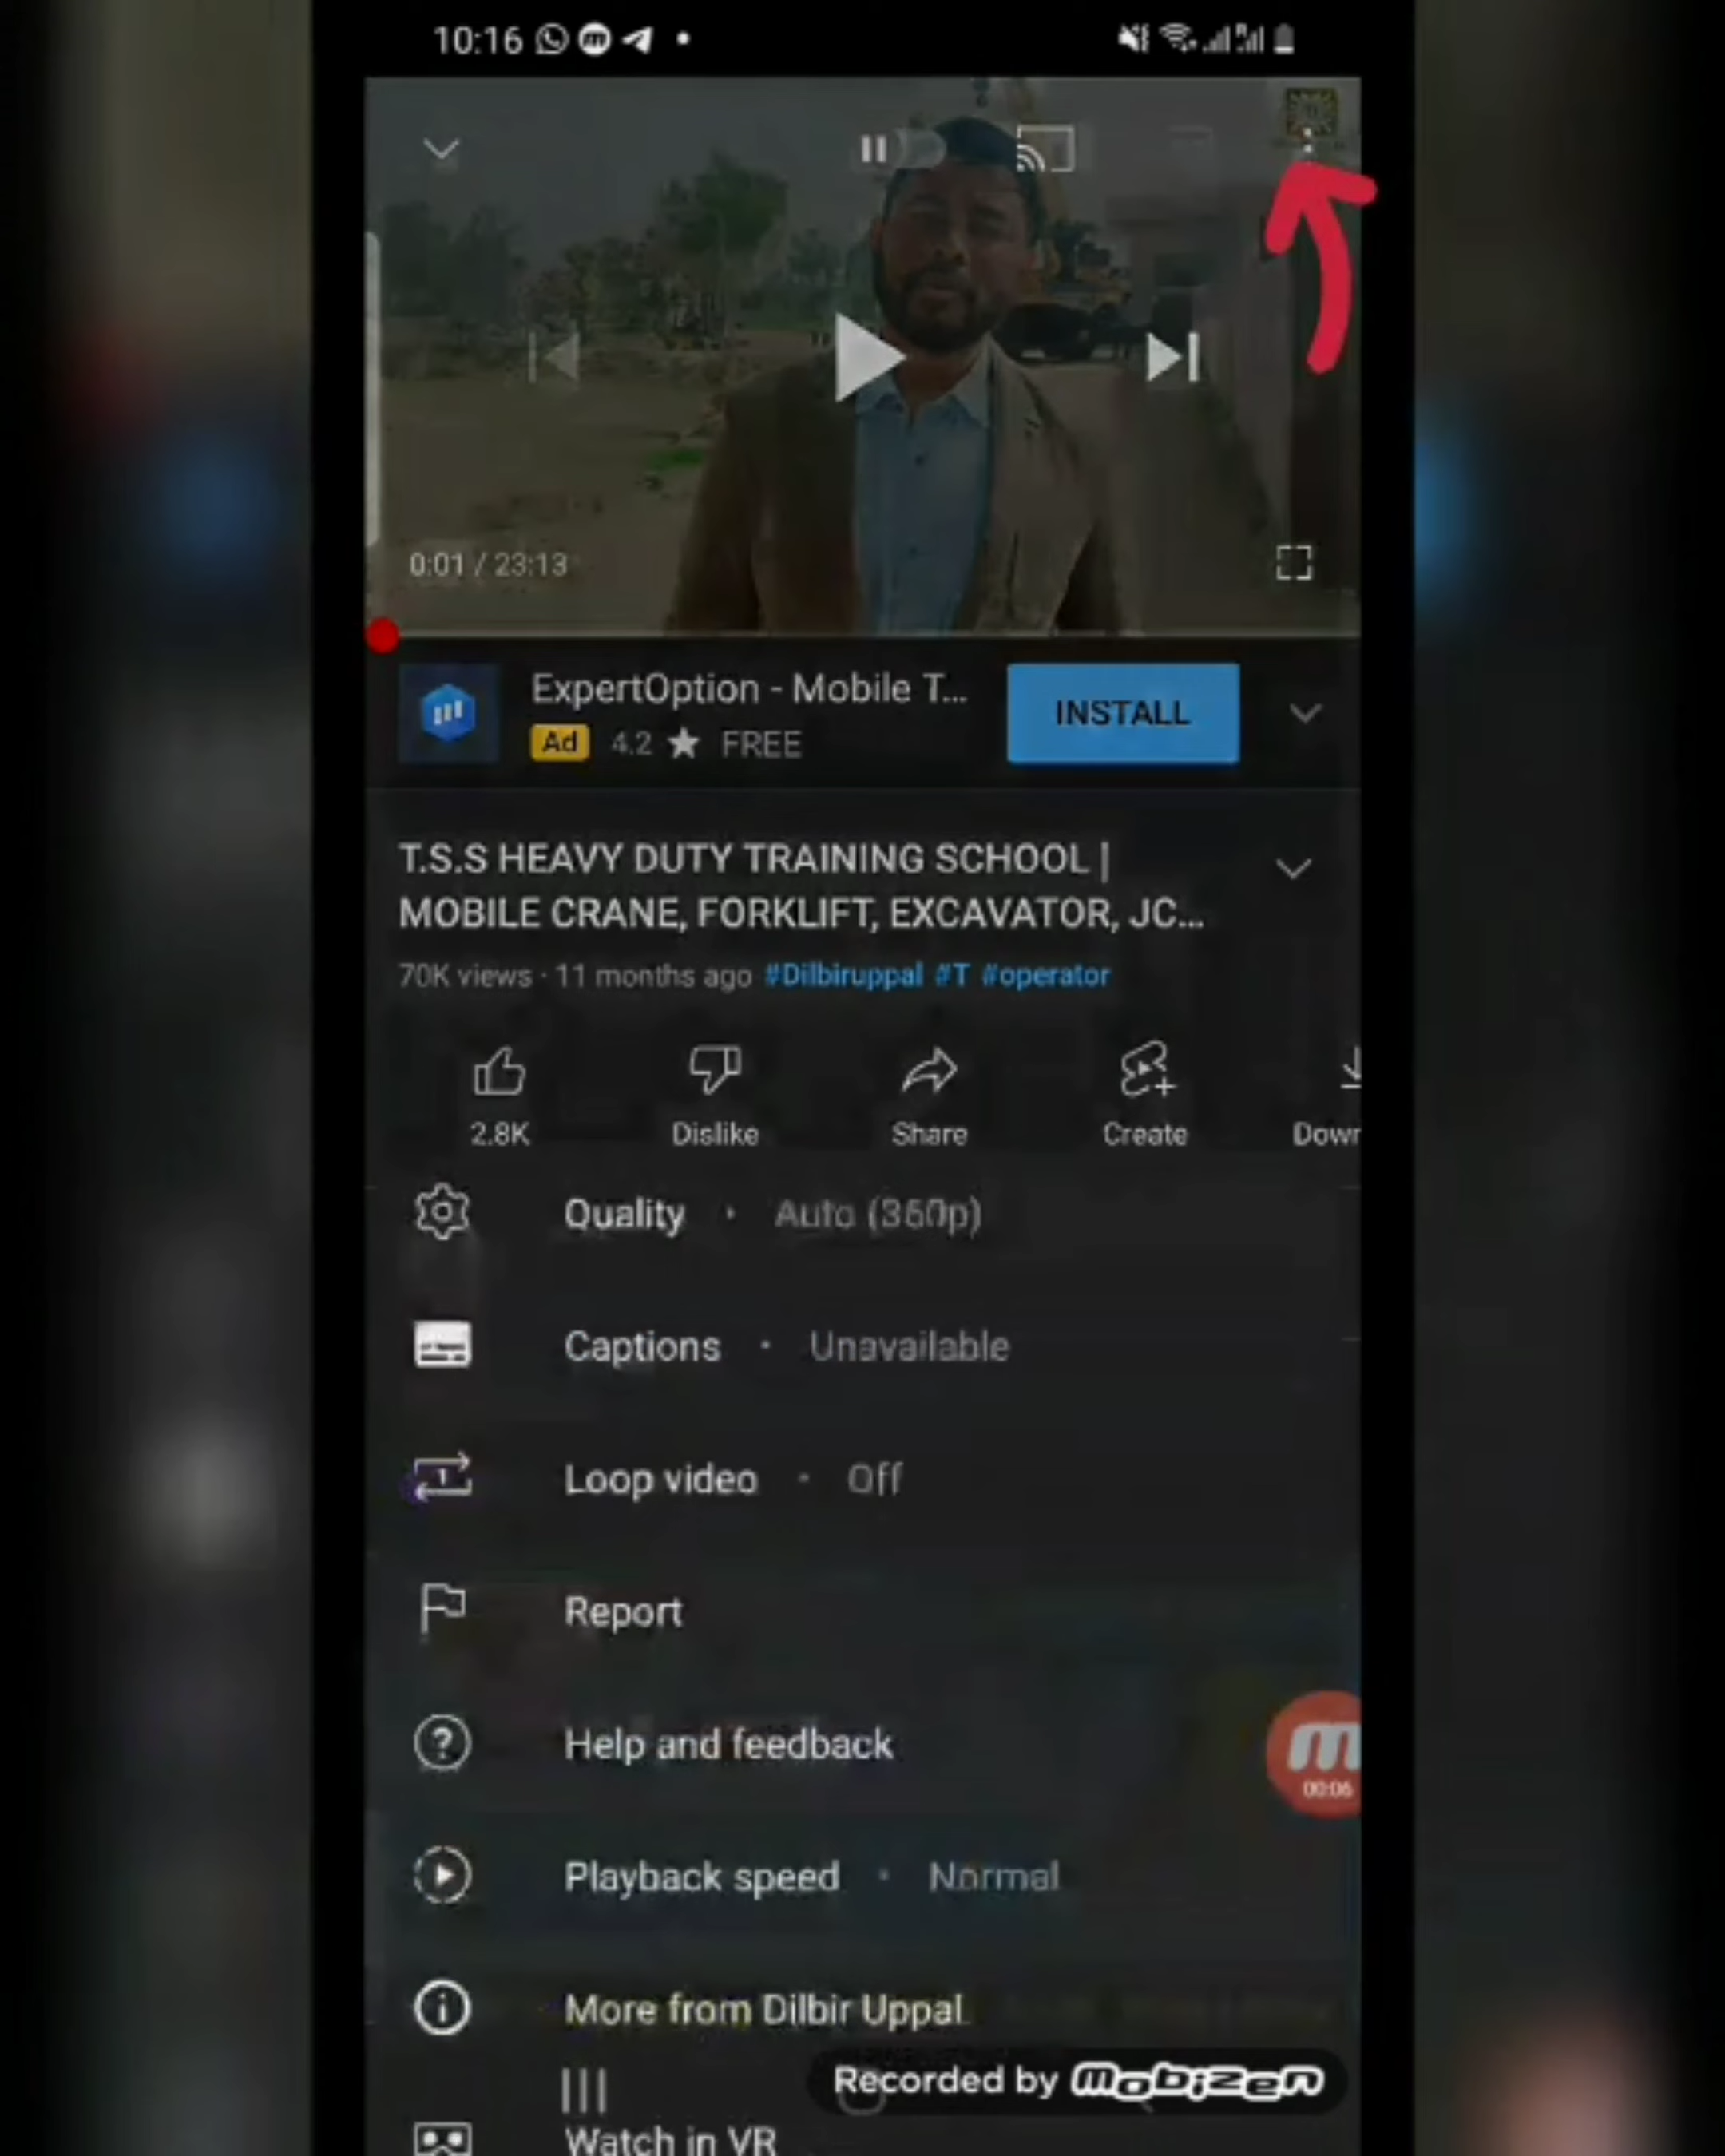 10:16
0:01 / 23:13
ExpertOption - Mobile T...
Ad 4.2 ★ FREE
INSTALL
T.S.S HEAVY DUTY TRAINING SCHOOL |
MOBILE CRANE, FORKLIFT, EXCAVATOR, JC...
70K views · 11 months ago #Dilbiruppal #T #operator
2.8K Dislike Share Create Down
Quality · Auto (360p)
Captions · Unavailable
Loop video · Off
Report
Help and feedback
00:06
Playback speed · Normal
More from Dilbir Uppal
Recorded by Mobizen
Watch in VR